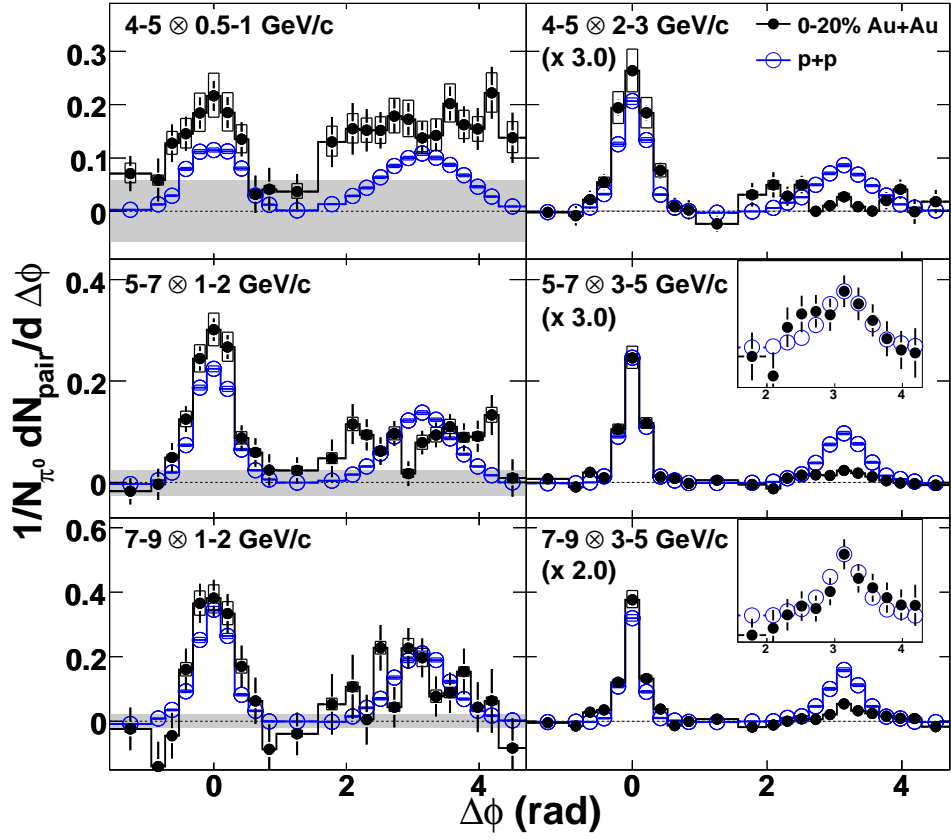 4-5 ⊗ 0.5-1 GeV/c
4-5 ⊗ 2-3 GeV/c
(x 3.0)
0-20% Au+Au
p+p
0.3
0.2
0.1
0
5-7 ⊗ 1-2 GeV/c
5-7 ⊗ 3-5 GeV/c
(x 3.0)
2 3 4
0.4
0.2
0
7-9 ⊗ 1-2 GeV/c
7-9 ⊗ 3-5 GeV/c
(x 2.0)
2 3 4
0.6
0.4
0.2
0
0 2 4
0 2 4
1/N_π⁰ dN_pair/d Δϕ
Δϕ (rad)